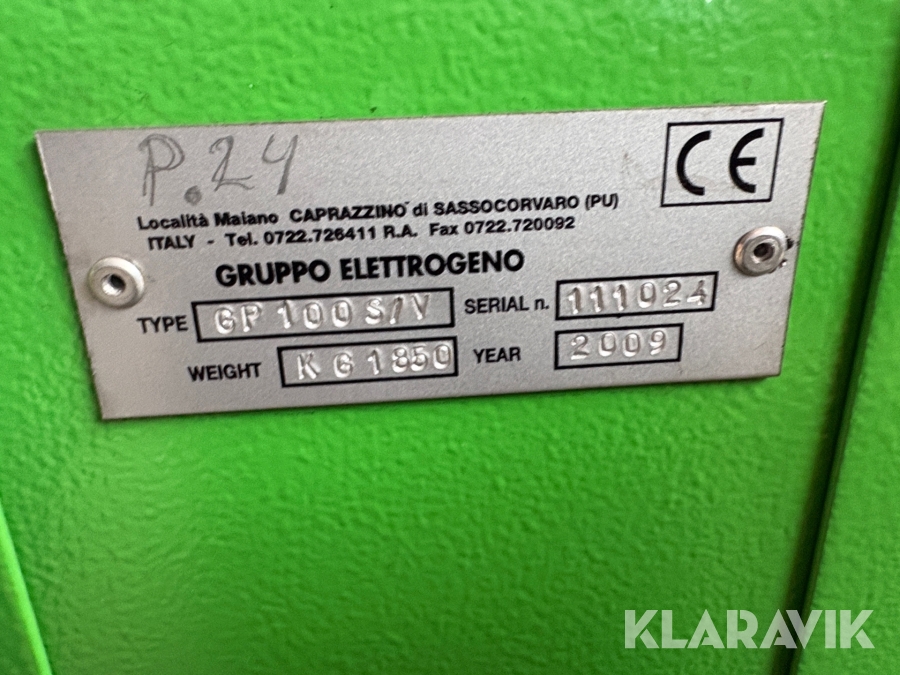 P.24
CE
Località Maiano CAPRAZZINO di SASSOCORVARO (PU)
ITALY - Tel. 0722.726411 R.A. Fax 0722.720092
GRUPPO ELETTROGENO
TYPE GP 100 S/V SERIAL n. 111024
WEIGHT KG 1850 YEAR 2009
KLARAVIK